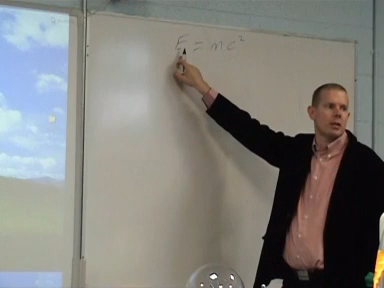 E = mc²